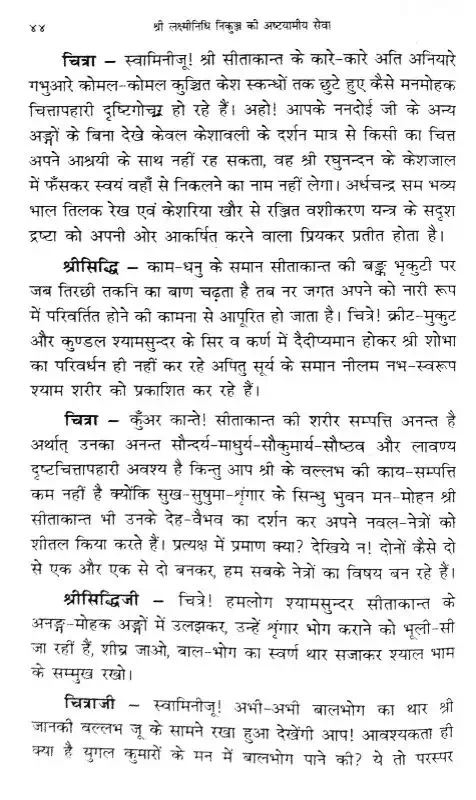 ४४ श्री लक्ष्मीनिधि निकुञ्ज की अष्टयामीय सेवा
चित्रा – स्वामिनीजू! श्री सीताकान्त के कारे-कारे अति अनियारे
गभुआरे कोमल-कोमल कुञ्चित केश स्कन्धों तक छुटे हुए कैसे मनमोहक
चित्तापहारी दृष्टिगोचर हो रहे हैं। अहो! आपके ननदोई जी के अन्य
अङ्गों के बिना देखे केवल केशावली के दर्शन मात्र से किसी का चित्त
अपने आश्रयी के साथ नहीं रह सकता, वह श्री रघुनन्दन के केशजाल
में फँसकर स्वयं वहाँ से निकलने का नाम नहीं लेगा। अर्धचन्द्र सम भव्य
भाल तिलक रेख एवं केशरिया खौर से रञ्जित वशीकरण यन्त्र के सदृश
द्रष्टा को अपनी ओर आकर्षित करने वाला प्रियकर प्रतीत होता है।
श्रीसिद्धि – काम-धनु के समान सीताकान्त की बङ्क भृकुटी पर
जब तिरछी तकनि का बाण चढ़ता है तब नर जगत अपने को नारी रूप
में परिवर्तित होने की कामना से आपूरित हो जाता है। चित्रे! क्रीट-मुकुट
और कुण्डल श्यामसुन्दर के सिर व कर्ण में दैदीप्यमान होकर श्री शोभा
का परिवर्धन ही नहीं कर रहे अपितु सूर्य के समान नीलम नभ-स्वरूप
श्याम शरीर को प्रकाशित कर रहे हैं।
चित्रा – कुँअर कान्ते! सीताकान्त की शरीर सम्पत्ति अनन्त है
अर्थात् उनका अनन्त सौन्दर्य-माधुर्य-सौकुमार्य-सौष्ठव और लावण्य
दृष्टचित्तापहारी अवश्य है किन्तु आप श्री के वल्लभ की काय-सम्पत्ति
कम नहीं है क्योंकि सुख-सुषुमा-शृंगार के सिन्धु भुवन मन-मोहन श्री
सीताकान्त भी उनके देह-वैभव का दर्शन कर अपने नवल-नेत्रों को
शीतल किया करते हैं। प्रत्यक्ष में प्रमाण क्या? देखिये न! दोनों कैसे दो
से एक और एक से दो बनकर, हम सबके नेत्रों का विषय बन रहे हैं।
श्रीसिद्धिजी – चित्रे! हमलोग श्यामसुन्दर सीताकान्त के
अनङ्ग-मोहक अङ्गों में उलझकर, उन्हें शृंगार भोग कराने को भूली-सी
जा रहीं हैं, शीघ्र जाओ, बाल-भोग का स्वर्ण थार सजाकर श्याल भाम
के सम्मुख रखो।
चित्राजी – स्वामिनीजू! अभी-अभी बालभोग का थार श्री
जानकी वल्लभ जू के सामने रखा हुआ देखेंगी आप! आवश्यकता ही
क्या है युगल कुमारों के मन में बालभोग पाने की? ये तो परस्पर